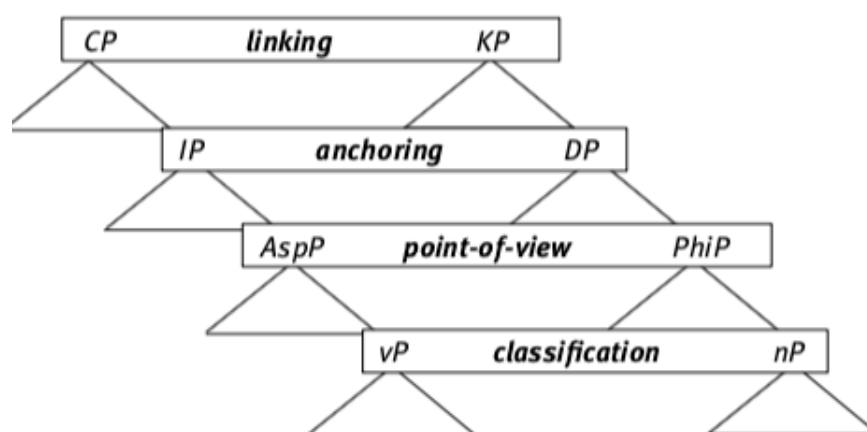 CP linking KP
IP anchoring DP
AspP point-of-view PhiP
vP classification nP